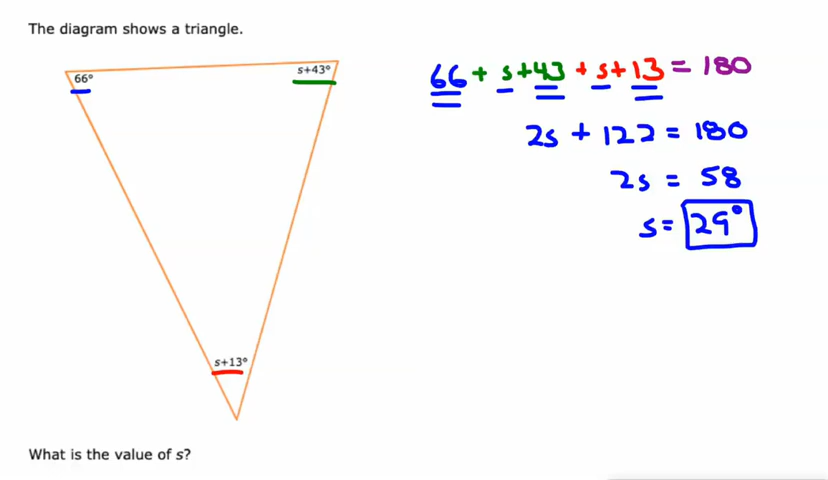 The diagram shows a triangle.
66°
s+43°
66 + s+43 + s+13 = 180
2s + 122 = 180
2s = 58
s = 29°
s+13°
What is the value of s?